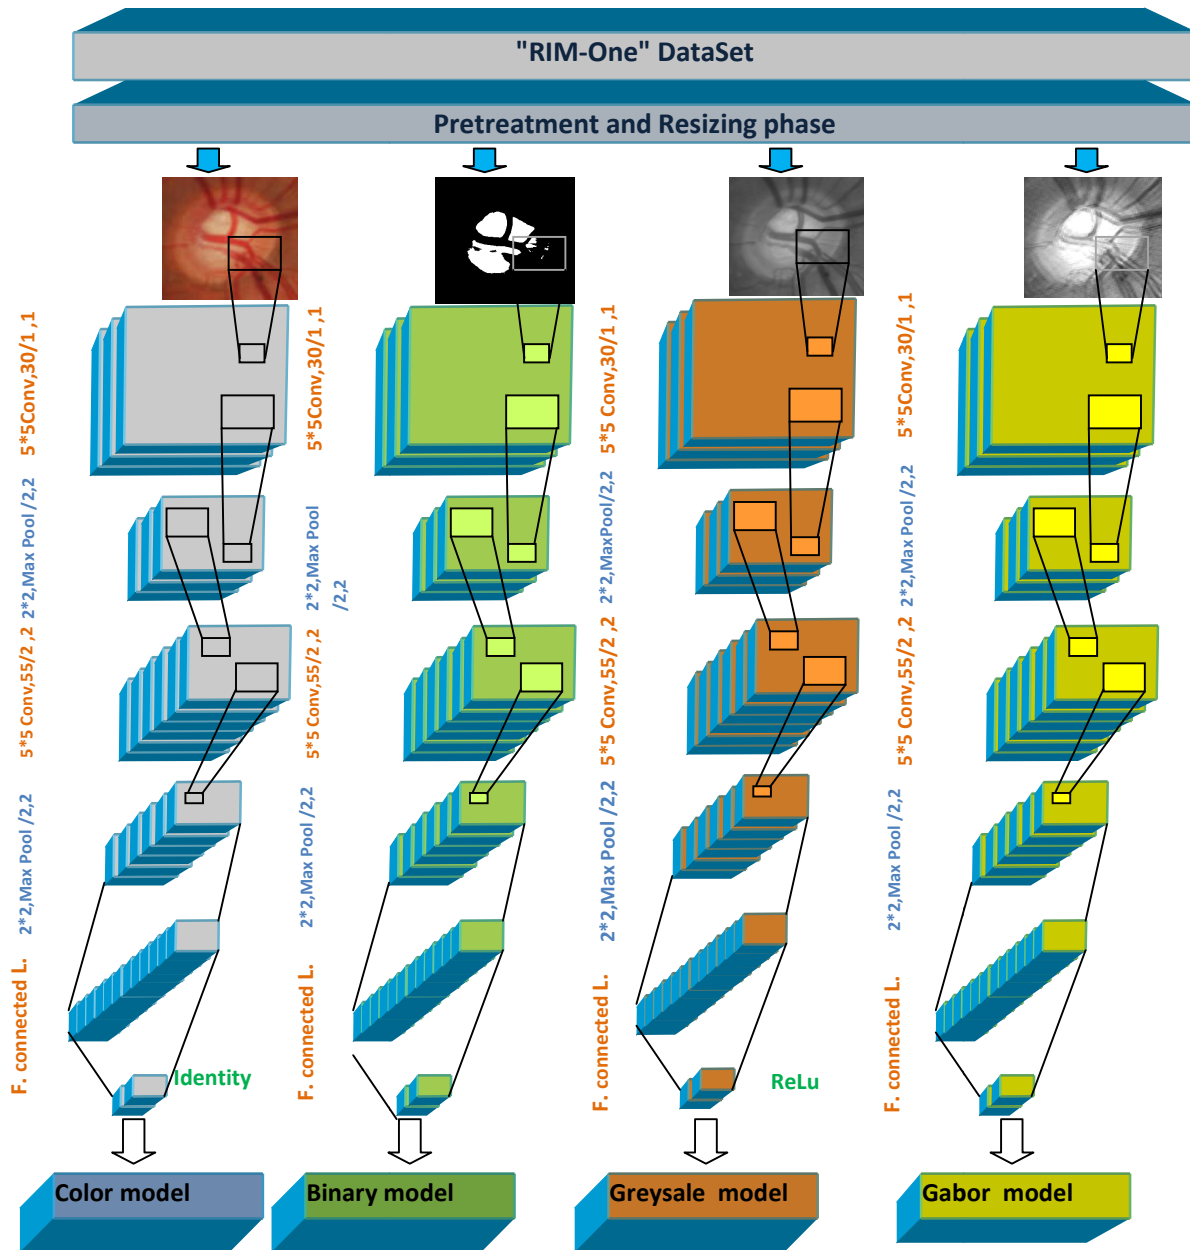 "RIM-One" DataSet
Pretreatment and Resizing phase
5*5Conv,30/1 ,1
2*2,Max Pool /2,2
5*5 Conv,55/2 ,2
2*2,Max Pool /2,2
F. connected L.
Identity
Color model
5*5Conv,30/1 ,1
2*2,Max Pool
/2,2
5*5 Conv,55/2 ,2
2*2,Max Pool /2,2
F. connected L.
Binary model
5*5 Conv,30/1 ,1
2*2,MaxPool/2,2
5*5 Conv,55/2 ,2
2*2,Max Pool /2,2
F. connected L.
ReLu
Greysale model
5*5Conv,30/1 ,1
2*2,Max Pool /2,2
5*5 Conv,55/2 ,2
2*2,Max Pool /2,2
F. connected L.
Gabor model